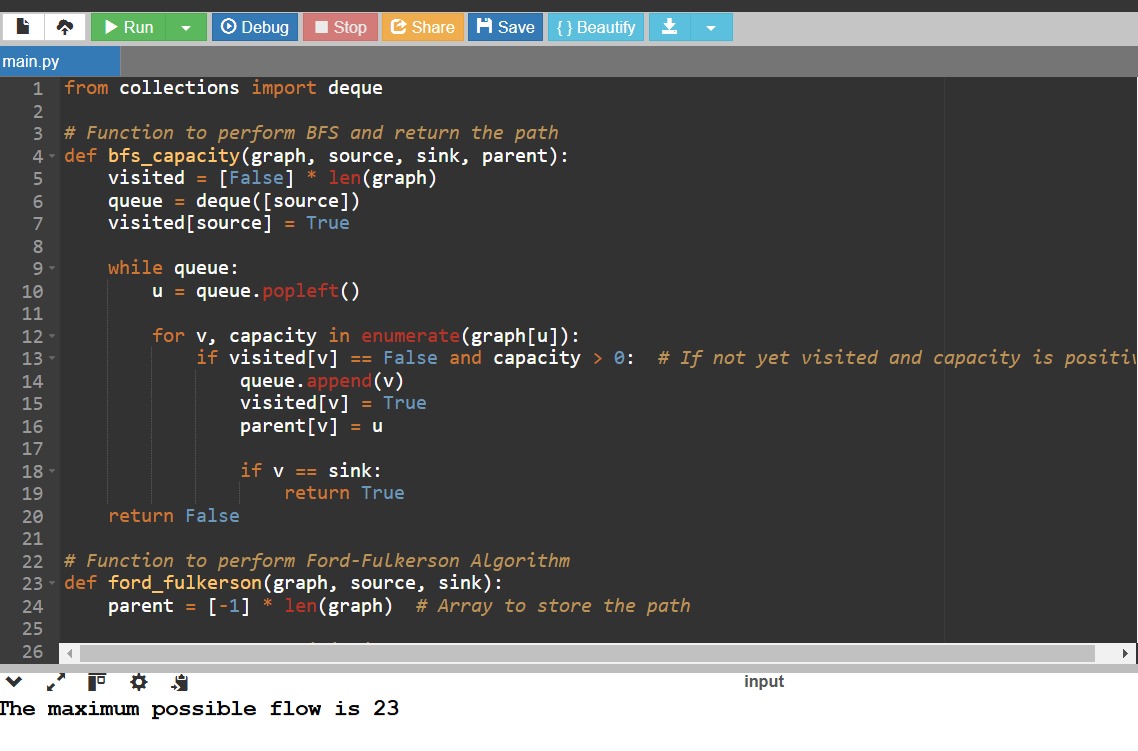 Run Debug Stop Share Save { } Beautify
main.py
1 from collections import deque
2
3 # Function to perform BFS and return the path
4 def bfs_capacity(graph, source, sink, parent):
5 visited = [False] * len(graph)
6 queue = deque([source])
7 visited[source] = True
8
9 while queue:
10 u = queue.popleft()
11
12 for v, capacity in enumerate(graph[u]):
13 if visited[v] == False and capacity > 0: # If not yet visited and capacity is positiv
14 queue.append(v)
15 visited[v] = True
16 parent[v] = u
17
18 if v == sink:
19 return True
20 return False
21
22 # Function to perform Ford-Fulkerson Algorithm
23 def ford_fulkerson(graph, source, sink):
24 parent = [-1] * len(graph) # Array to store the path
25
26
input
The maximum possible flow is 23